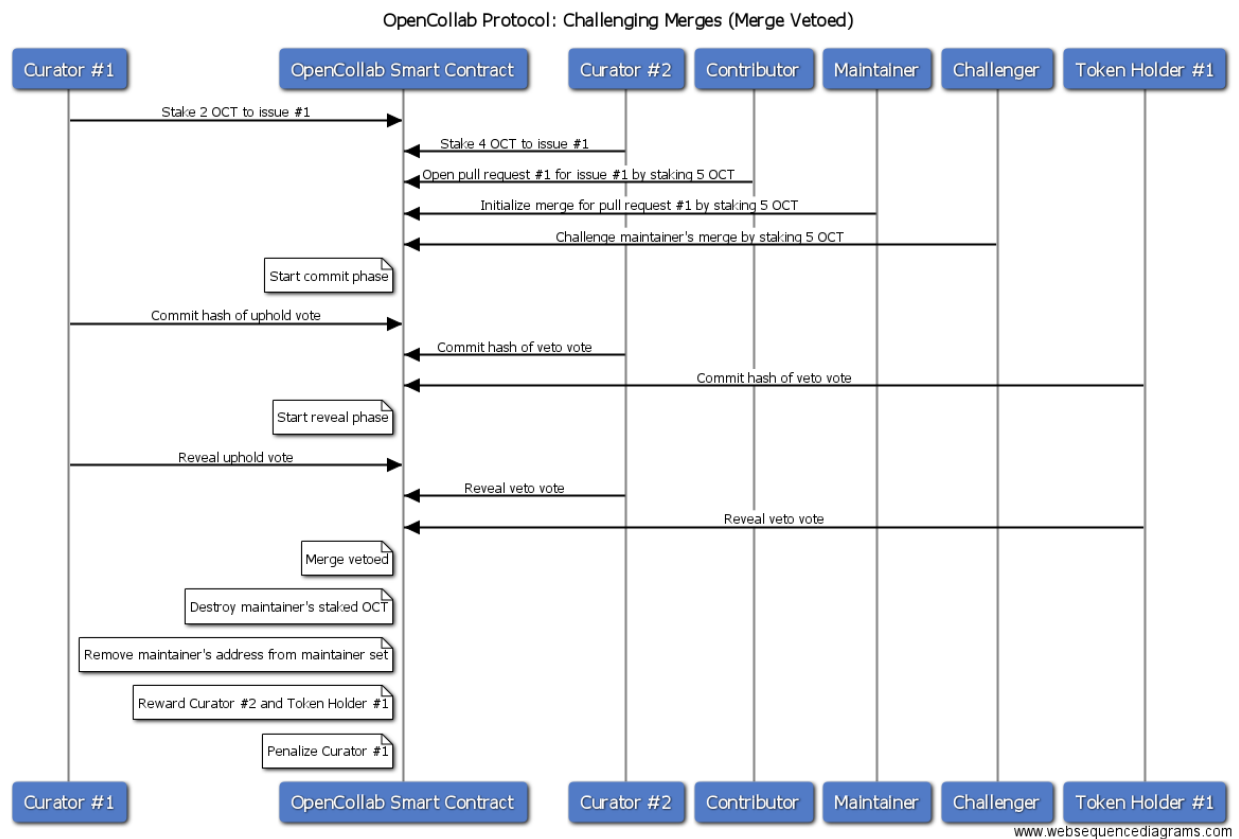 OpenCollab Protocol: Challenging Merges (Merge Vetoed)
Curator #1 OpenCollab Smart Contract Curator #2 Contributor Maintainer Challenger Token Holder #1
Stake 2 OCT to issue #1
Stake 4 OCT to issue #1
Open pull request #1 for issue #1 by staking 5 OCT
Initialize merge for pull request #1 by staking 5 OCT
Challenge maintainer's merge by staking 5 OCT
Start commit phase
Commit hash of uphold vote
Commit hash of veto vote
Commit hash of veto vote
Start reveal phase
Reveal uphold vote
Reveal veto vote
Reveal veto vote
Merge vetoed
Destroy maintainer's staked OCT
Remove maintainer's address from maintainer set
Reward Curator #2 and Token Holder #1
Penalize Curator #1
Curator #1 OpenCollab Smart Contract Curator #2 Contributor Maintainer Challenger Token Holder #1
www.websequencediagrams.com